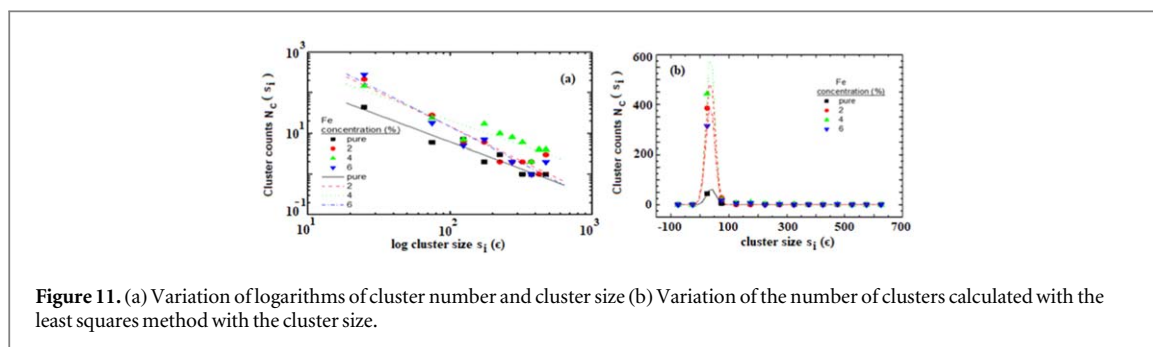 10³
10¹
10⁻¹
Cluster counts N_c (s_i)
(a)
Fe
concentration (%)
pure
2
4
6
pure
2
4
6
10¹
10²
10³
log cluster size s_i (ϵ)
600
400
200
0
Cluster counts N_c (s_i)
(b)
Fe
concentration (%)
pure
2
4
6
-100
100
300
500
700
cluster size s_i (ϵ)
Figure 11. (a) Variation of logarithms of cluster number and cluster size (b) Variation of the number of clusters calculated with the
least squares method with the cluster size.